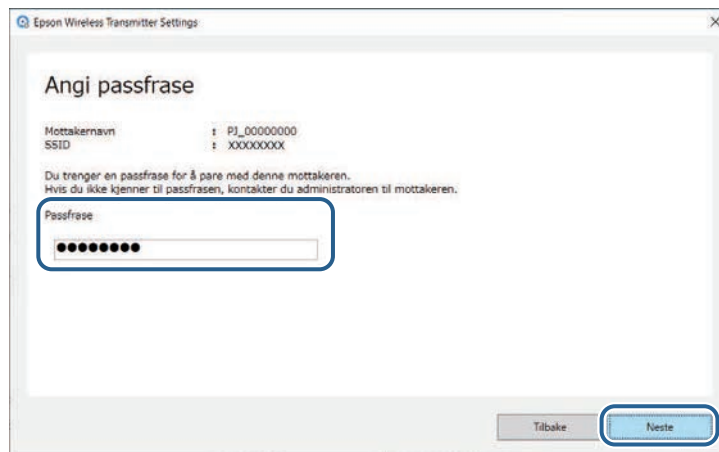 Epson Wireless Transmitter Settings
Angi passfrase
Mottakernavn : PJ_00000000
SSID : XXXXXXXX
Du trenger en passfrase for å pare med denne mottakeren.
Hvis du ikke kjenner til passfrasen, kontakter du administratoren til mottakeren.
Passfrase
●●●●●●●●
Tilbake Neste